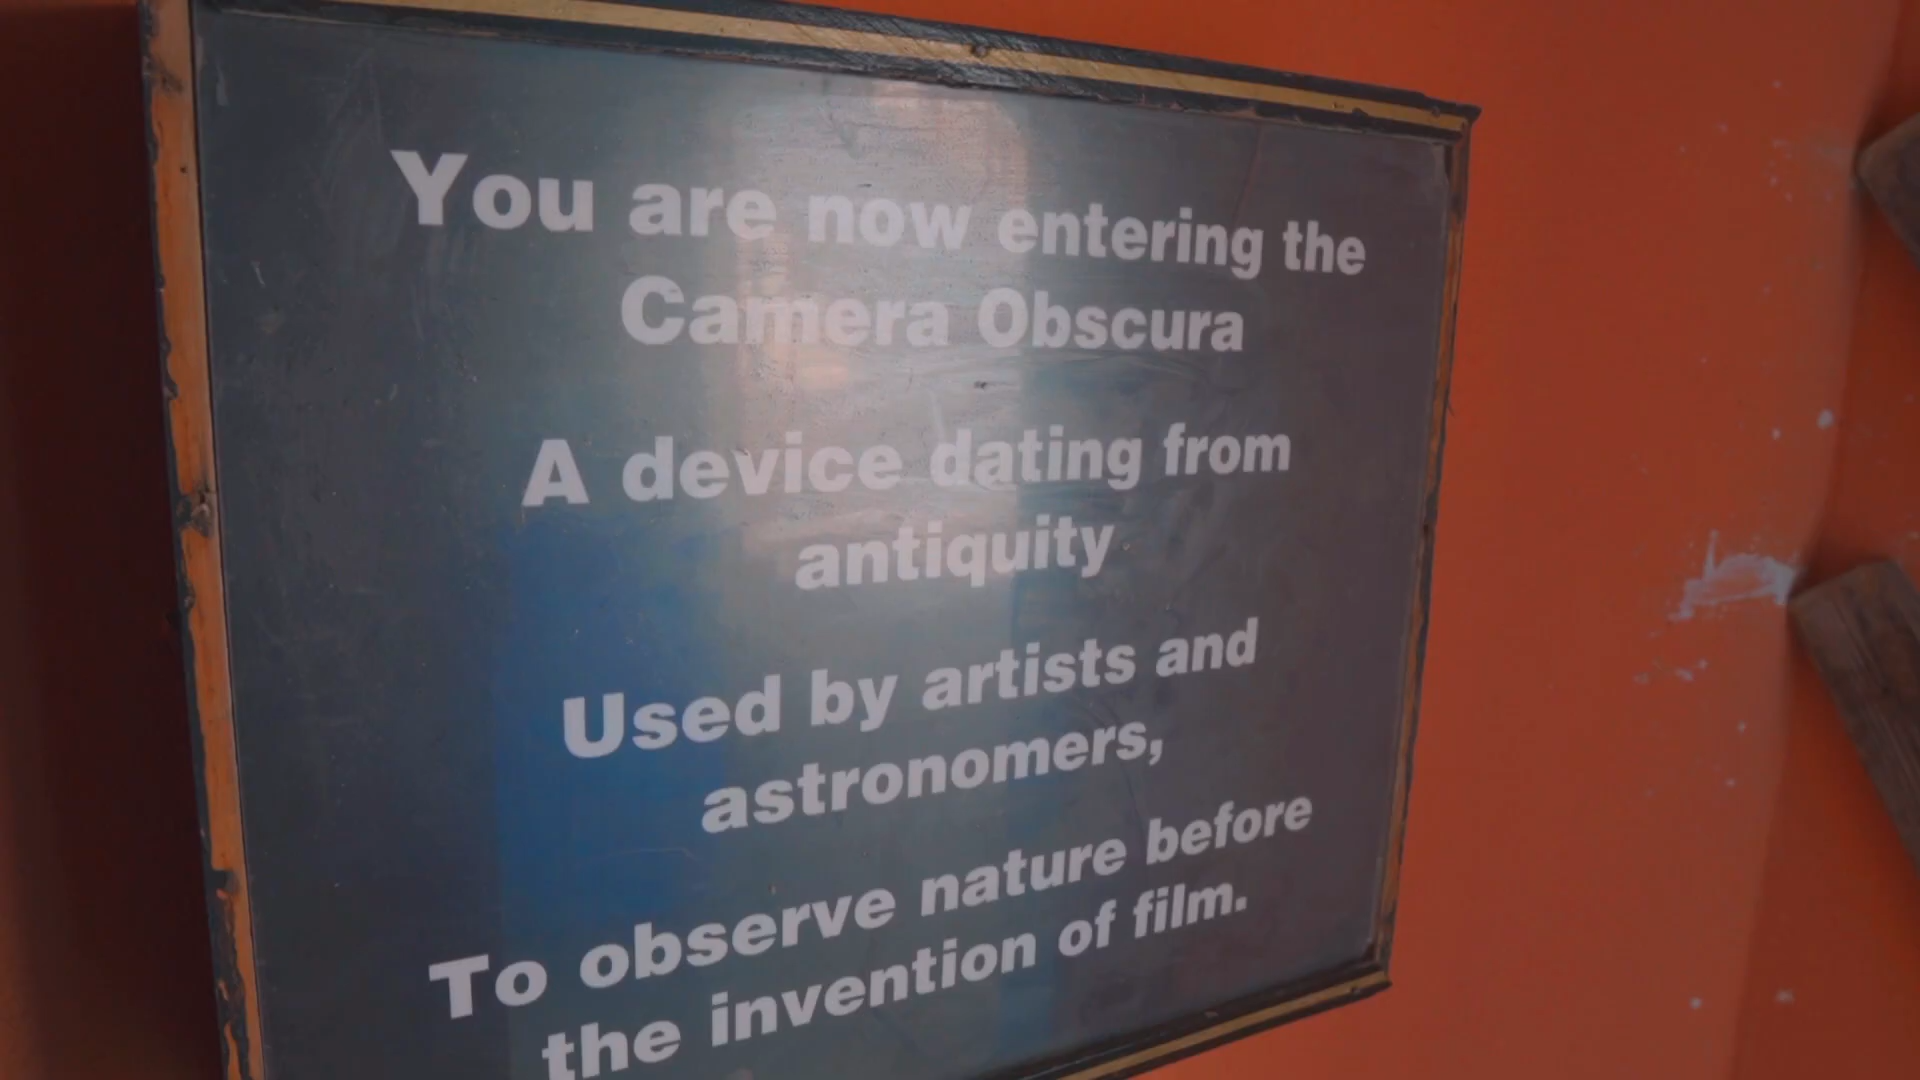 You are now entering the
Camera Obscura
A device dating from
antiquity
Used by artists and
astronomers,
To observe nature before
the invention of film.